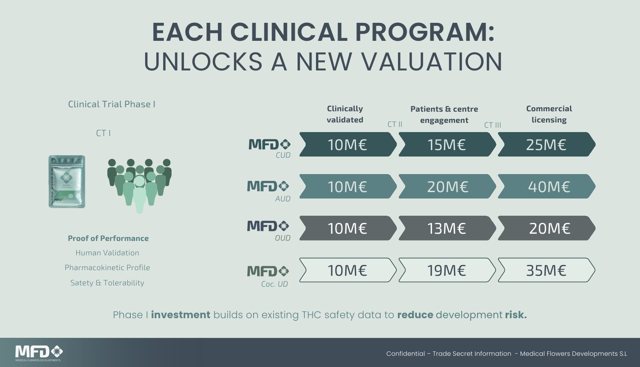 EACH CLINICAL PROGRAM:
UNLOCKS A NEW VALUATION
Clinical Trial Phase I
CT I
Proof of Performance
Human Validation
Pharmacokinetic Profile
Safety & Tolerability
Clinically
validated
CT II
Patients & centre
engagement
CT III
Commercial
licensing
MFD CUD 10M€ 15M€ 25M€
MFD AUD 10M€ 20M€ 40M€
MFD OUD 10M€ 13M€ 20M€
MFD Coc. UD 10M€ 19M€ 35M€
Phase I investment builds on existing THC safety data to reduce development risk.
MFD
Confidential – Trade Secret Information - Medical Flowers Developments S.L